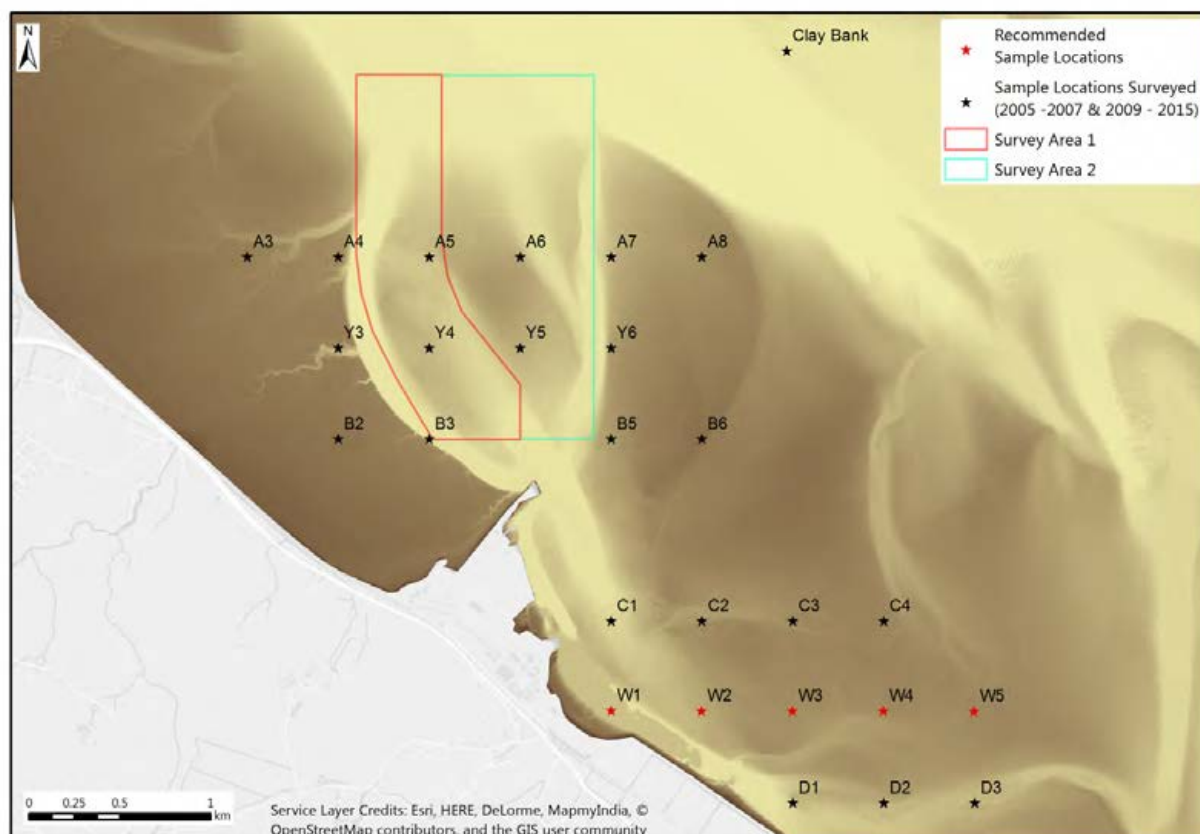 N
Clay Bank
Recommended
Sample Locations
Sample Locations Surveyed
(2005 -2007 & 2009 - 2015)
Survey Area 1
Survey Area 2
A3 A4 A5 A6 A7 A8
Y3 Y4 Y5 Y6
B2 B3 B5 B6
C1 C2 C3 C4
W1 W2 W3 W4 W5
D1 D2 D3
0 0.25 0.5 1
km
Service Layer Credits: Esri, HERE, DeLorme, MapmyIndia, ©
OpenStreetMap contributors, and the GIS user community